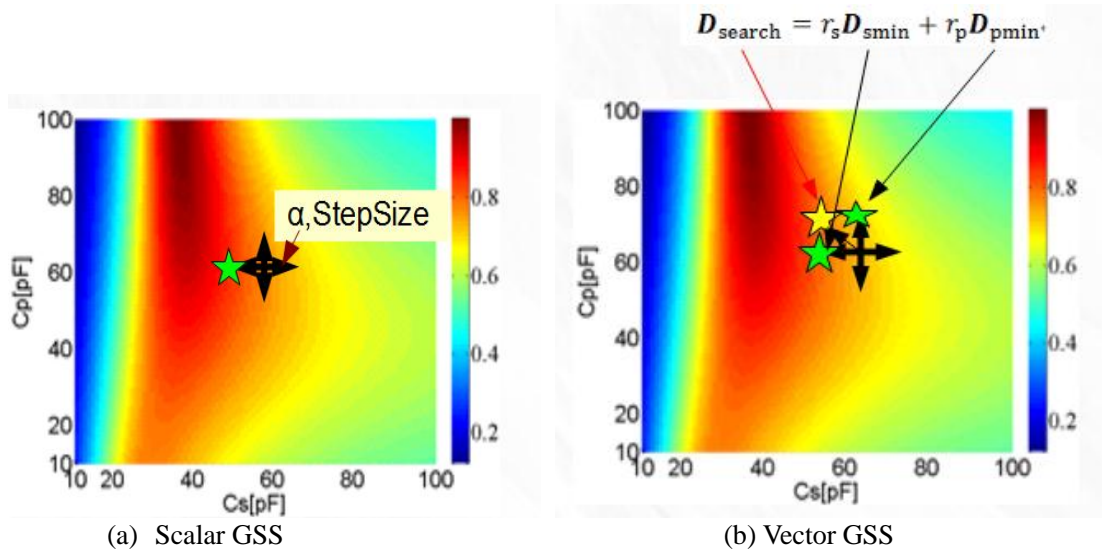 D_search = r_s D_smin + r_p D_pmin'
100
80
60
40
20
10
10 20 40 60 80 100
Cp[pF]
Cs[pF]
α,StepSize
0.8
0.6
0.4
0.2
100
80
60
40
20
10
10 20 40 60 80 100
Cp[pF]
Cs[pF]
0.8
0.6
0.4
0.2
(a) Scalar GSS
(b) Vector GSS